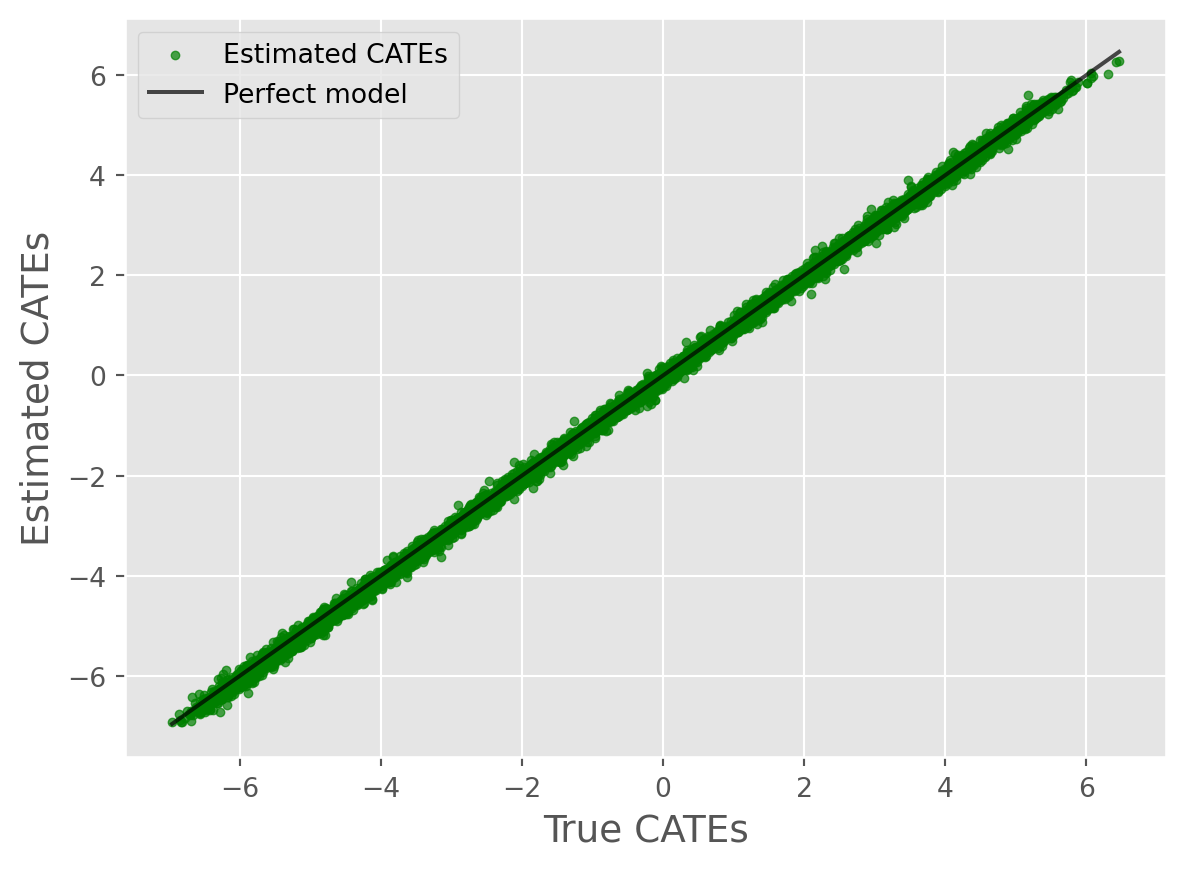 Estimated CATEs
Perfect model
6
4
2
0
−2
−4
−6
Estimated CATEs
−6 −4 −2 0 2 4 6
True CATEs